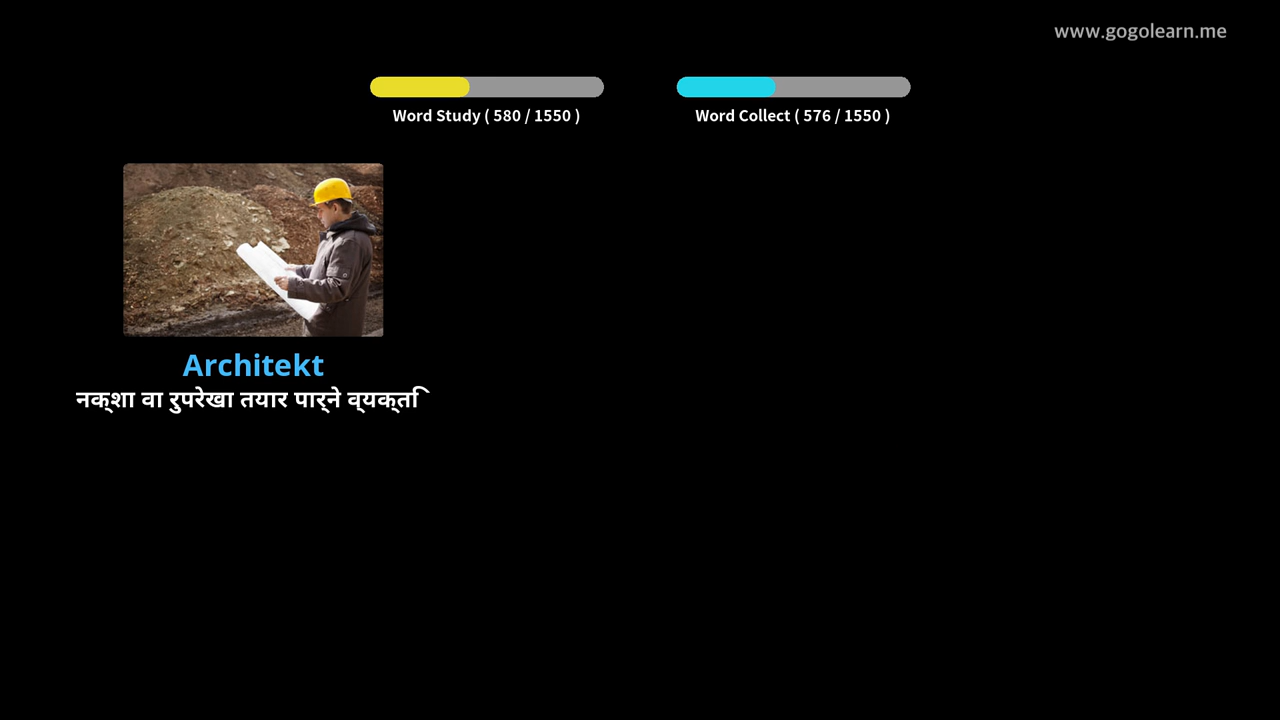 www.gogolearn.me
Word Study ( 580 / 1550 )
Word Collect ( 576 / 1550 )
Architekt
नक्शा वा रुपरेखा तयार पार्ने व्यक्ति